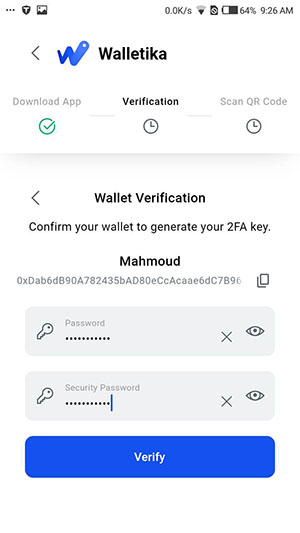 0.0K/s 64% 9:26 AM
Walletika
Download App Verification Scan QR Code
Wallet Verification
Confirm your wallet to generate your 2FA key.
Mahmoud
0xDab6dB90A782435bAD80eCcAcaae6dC7B96
Password
•••••••••••
Security Password
•••••••••••
Verify